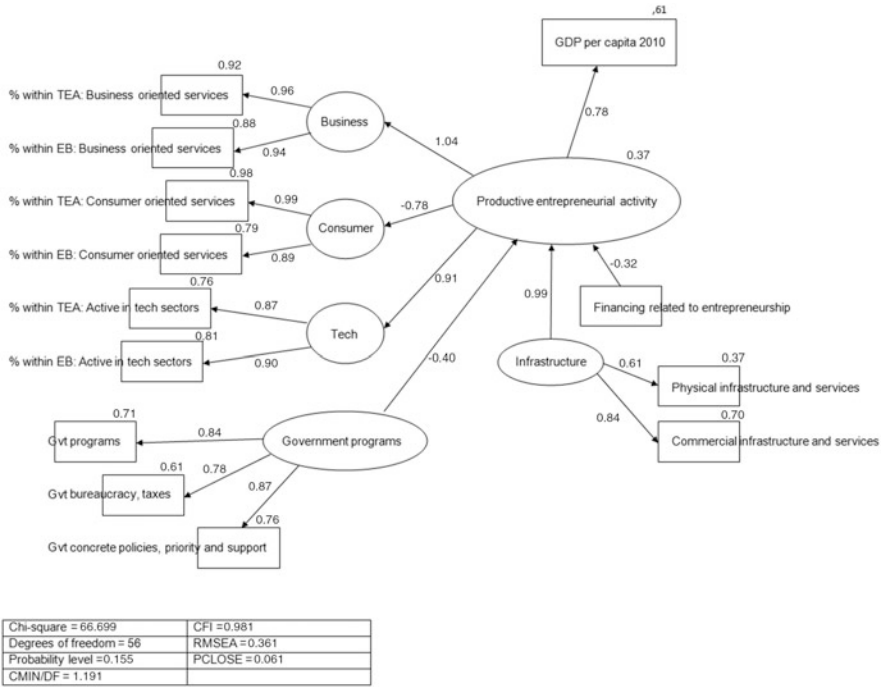 ,61
GDP per capita 2010
0.78
0.92
% within TEA: Business oriented services
0.96
Business
0.88
% within EB: Business oriented services
0.94
1.04
0.37
Productive entrepreneurial activity
0.98
% within TEA: Consumer oriented services
0.99
Consumer
-0.78
0.79
% within EB: Consumer oriented services
0.89
0.76
% within TEA: Active in tech sectors
0.87
Tech
0.91
0.81
% within EB: Active in tech sectors
0.90
-0.40
0.99
-0.32
Financing related to entrepreneurship
Infrastructure
0.61
0.37
Physical infrastructure and services
0.84
0.70
Commercial infrastructure and services
0.71
Gvt programs
0.84
Government programs
0.61
Gvt bureaucracy, taxes
0.78
0.87
0.76
Gvt concrete policies, priority and support
Chi-square = 66.699 CFI =0.981
Degrees of freedom = 56 RMSEA =0.361
Probability level =0.155 PCLOSE =0.061
CMIN/DF = 1.191